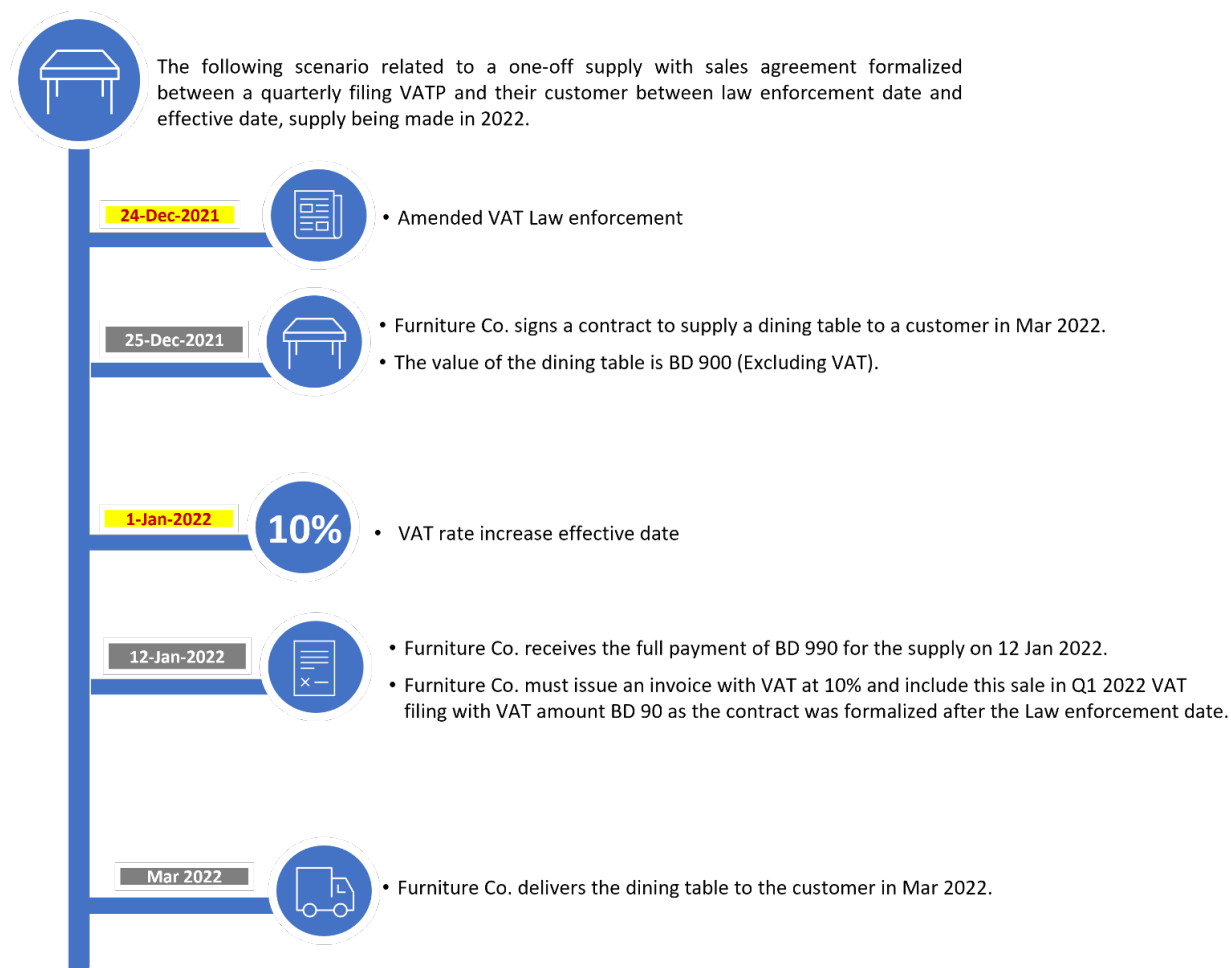 The following scenario related to a one-off supply with sales agreement formalized
between a quarterly filing VATP and their customer between law enforcement date and
effective date, supply being made in 2022.
24-Dec-2021
• Amended VAT Law enforcement
25-Dec-2021
• Furniture Co. signs a contract to supply a dining table to a customer in Mar 2022.
• The value of the dining table is BD 900 (Excluding VAT).
1-Jan-2022
10%
• VAT rate increase effective date
12-Jan-2022
• Furniture Co. receives the full payment of BD 990 for the supply on 12 Jan 2022.
• Furniture Co. must issue an invoice with VAT at 10% and include this sale in Q1 2022 VAT
filing with VAT amount BD 90 as the contract was formalized after the Law enforcement date.
Mar 2022
• Furniture Co. delivers the dining table to the customer in Mar 2022.